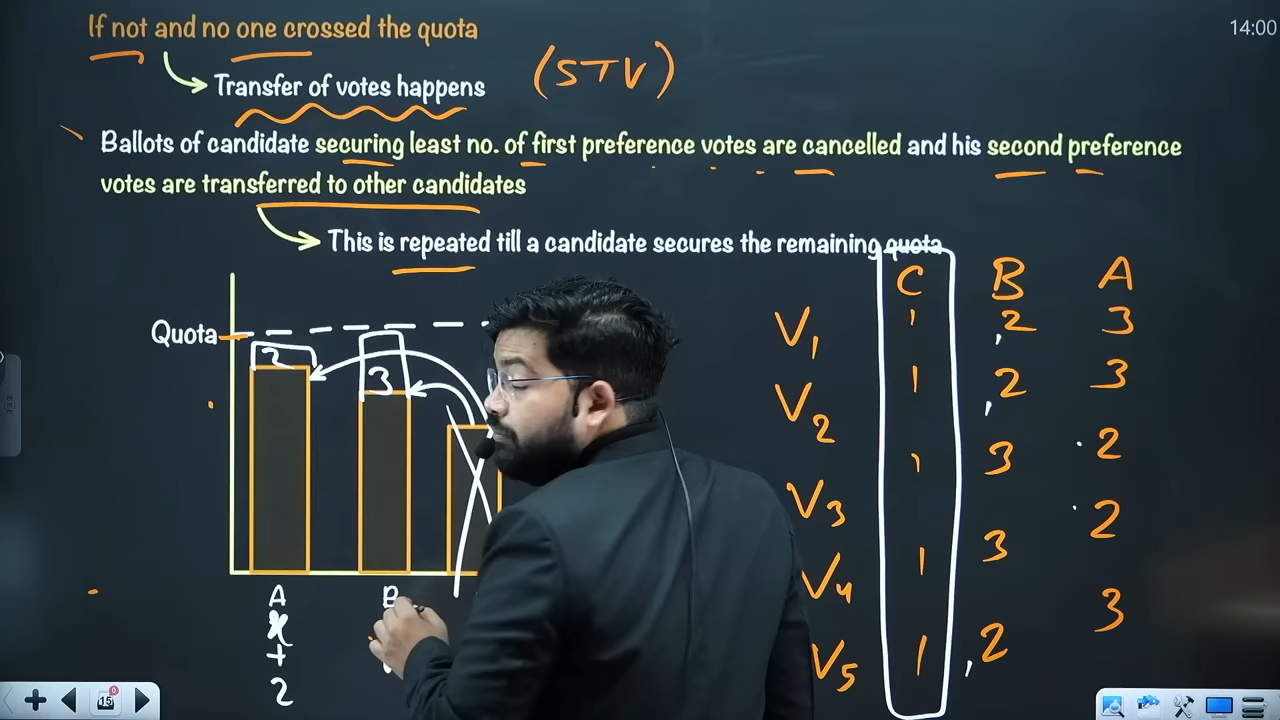 If not and no one crossed the quota
14:00
Transfer of votes happens
(STV)
Ballots of candidate securing least no. of first preference votes are cancelled and his second preference
votes are transferred to other candidates
This is repeated till a candidate secures the remaining quota
C B A
Quota
V1 1 2 3
V2 1 2 3
V3 1 3 2
V4 1 3 2
V5 1 2 3
2
3
A B
x
+
2
15
0